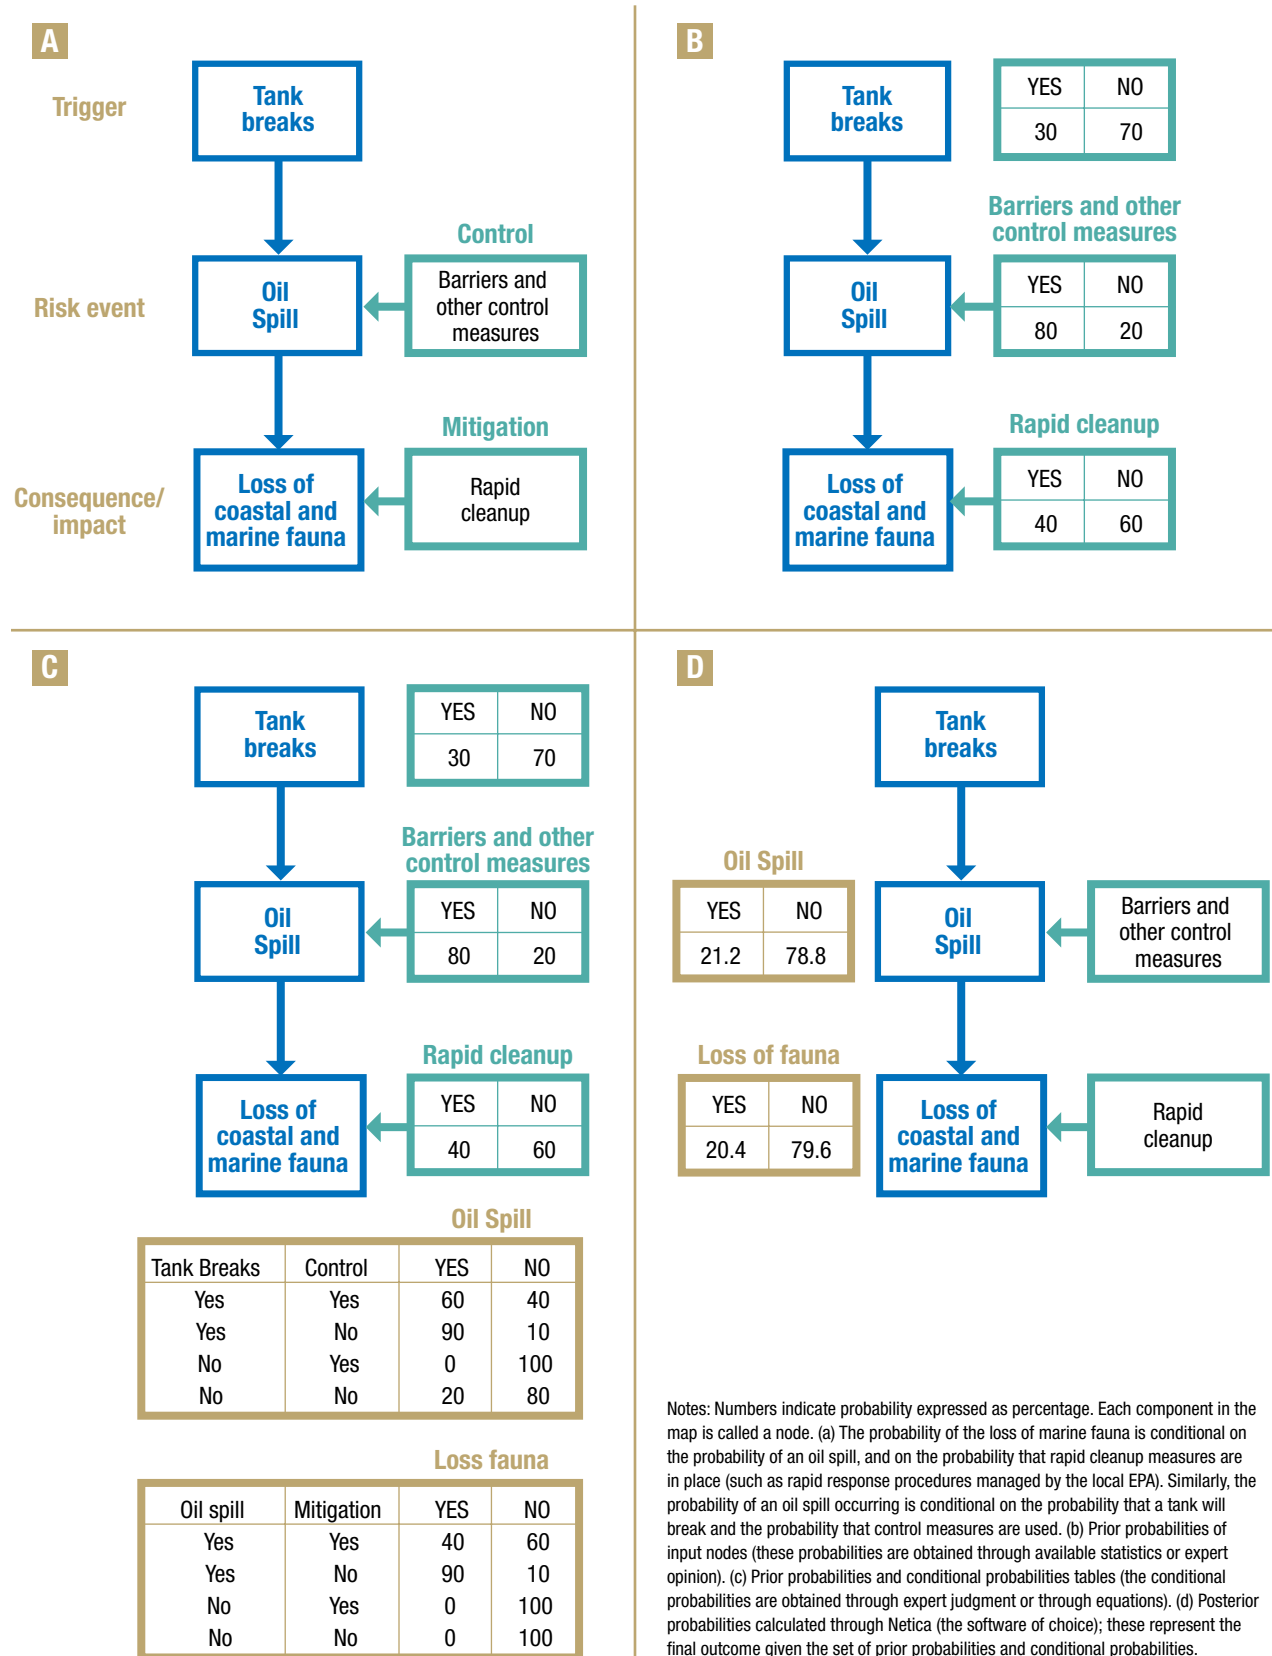 A
Trigger
Tank
breaks
Control
Risk event
Oil
Spill
Barriers and
other control
measures
Mitigation
Consequence/
impact
Loss of
coastal and
marine fauna
Rapid
cleanup
B
Tank
breaks
YES NO
30 70
Barriers and other
control measures
Oil
Spill
YES NO
80 20
Rapid cleanup
Loss of
coastal and
marine fauna
YES NO
40 60
C
Tank
breaks
YES NO
30 70
Barriers and other
control measures
Oil
Spill
YES NO
80 20
Rapid cleanup
Loss of
coastal and
marine fauna
YES NO
40 60
Oil Spill
Tank Breaks Control YES NO
Yes Yes 60 40
Yes No 90 10
No Yes 0 100
No No 20 80
Loss fauna
Oil spill Mitigation YES NO
Yes Yes 40 60
Yes No 90 10
No Yes 0 100
No No 0 100
D
Tank
breaks
Oil Spill
YES NO
21.2 78.8
Oil
Spill
Barriers and
other control
measures
Loss of fauna
YES NO
20.4 79.6
Loss of
coastal and
marine fauna
Rapid
cleanup
Notes: Numbers indicate probability expressed as percentage. Each component in the
map is called a node. (a) The probability of the loss of marine fauna is conditional on
the probability of an oil spill, and on the probability that rapid cleanup measures are
in place (such as rapid response procedures managed by the local EPA). Similarly, the
probability of an oil spill occurring is conditional on the probability that a tank will
break and the probability that control measures are used. (b) Prior probabilities of
input nodes (these probabilities are obtained through available statistics or expert
opinion). (c) Prior probabilities and conditional probabilities tables (the conditional
probabilities are obtained through expert judgment or through equations). (d) Posterior
probabilities calculated through Netica (the software of choice); these represent the
final outcome given the set of prior probabilities and conditional probabilities.